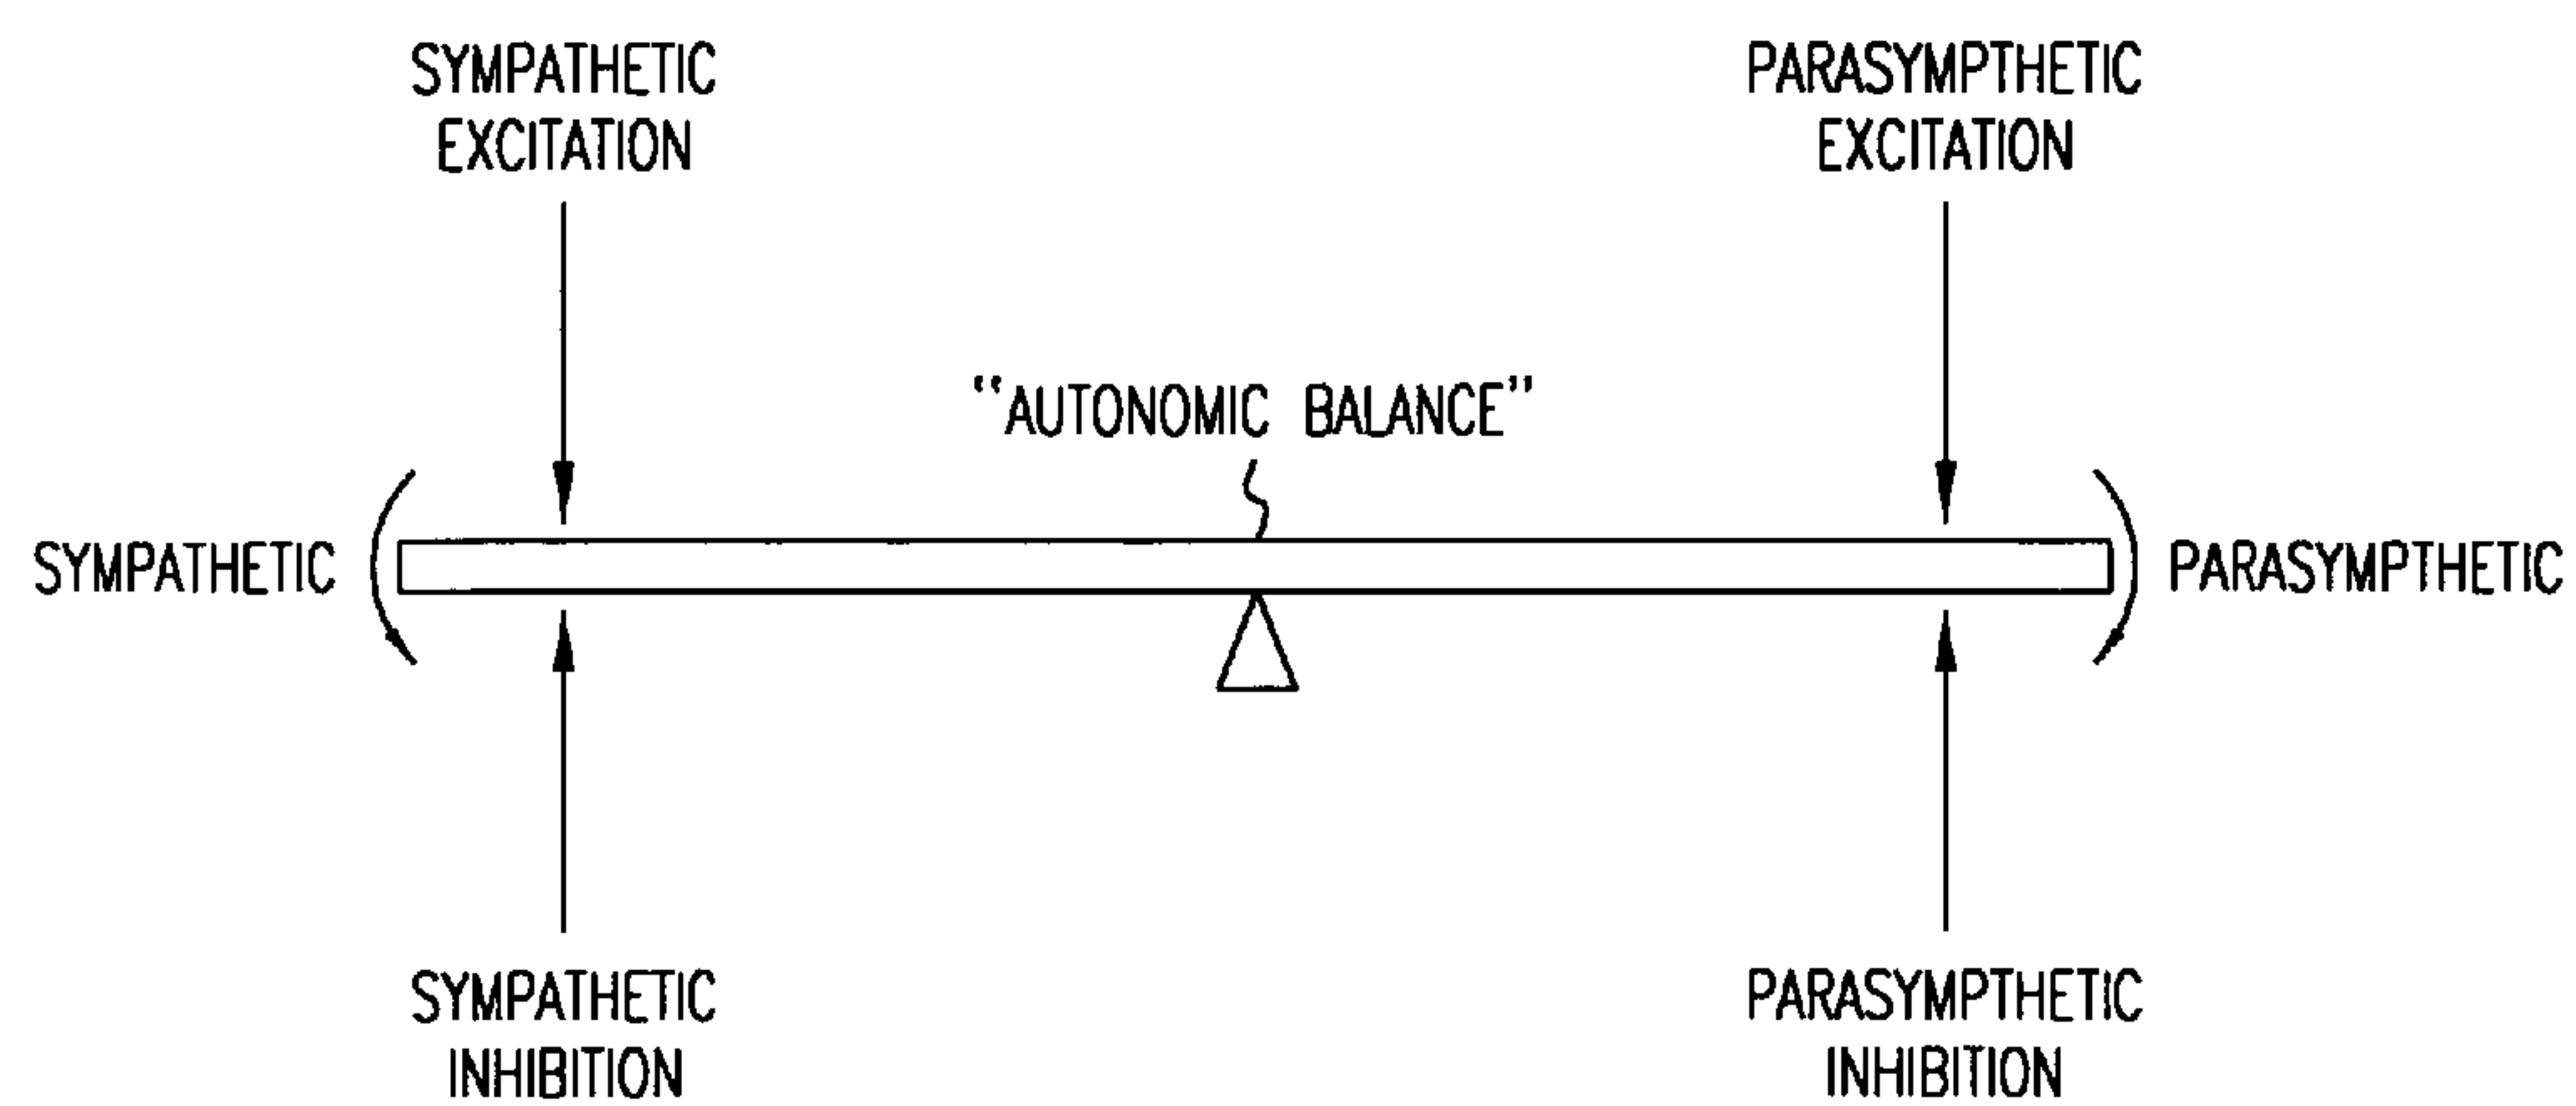 SYMPATHETIC
EXCITATION
PARASYMPTHETIC
EXCITATION
“AUTONOMIC BALANCE”
SYMPATHETIC
PARASYMPTHETIC
SYMPATHETIC
INHIBITION
PARASYMPTHETIC
INHIBITION